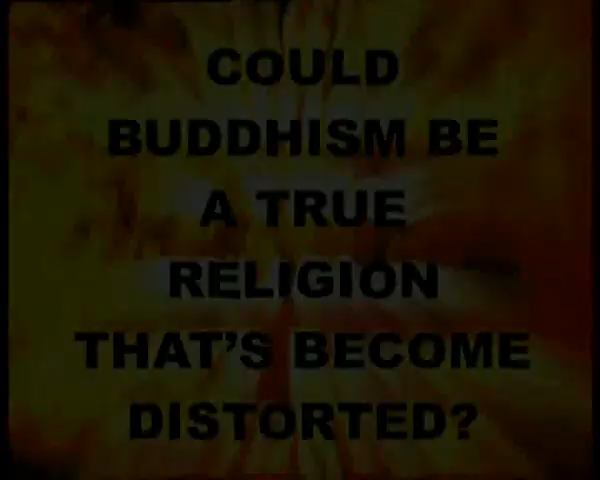 COULD
BUDDHISM BE
A TRUE
RELIGION
THAT'S BECOME
DISTORTED?